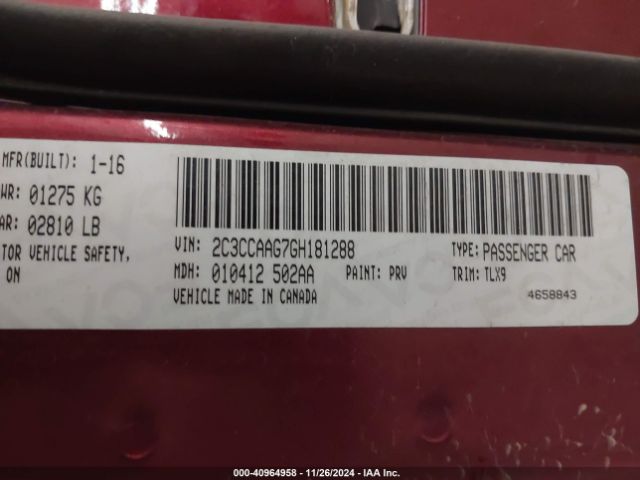 MFR(BUILT): 1-16
WR: 01275 KG
AR: 02810 LB
TOR VEHICLE SAFETY,
ON
VIN: 2C3CCAAG7GH181288
TYPE: PASSENGER CAR
MDH: 010412 502AA
PAINT: PRV
TRIM: TLX9
VEHICLE MADE IN CANADA
4658843
000-40964958 - 11/26/2024 - IAA Inc.